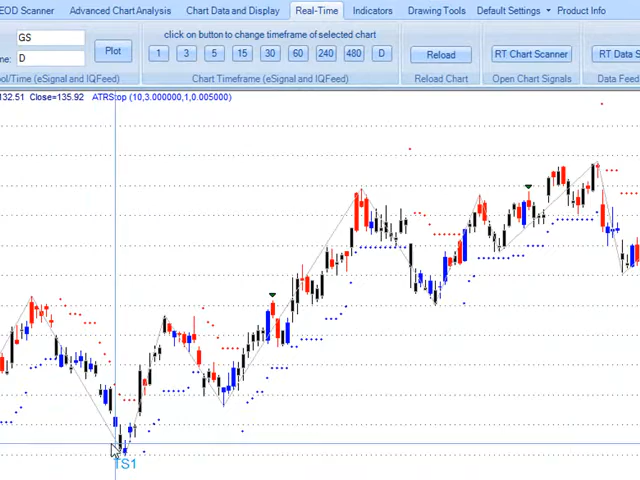 EOD Scanner Advanced Chart Analysis Chart Data and Display Real-Time Indicators Drawing Tools Default Settings Product Info
GS
D
Plot
click on button to change timeframe of selected chart
1 3 5 15 30 60 240 480 D
Reload
RT Chart Scanner
RT Data S
ol/Time (eSignal and IQFeed) Chart Timeframe (eSignal and IQFeed) Reload Chart Open Chart Signals Data Feed
132.51 Close=135.92 ATRStop (10,3.000000,1,0.005000)
TS1